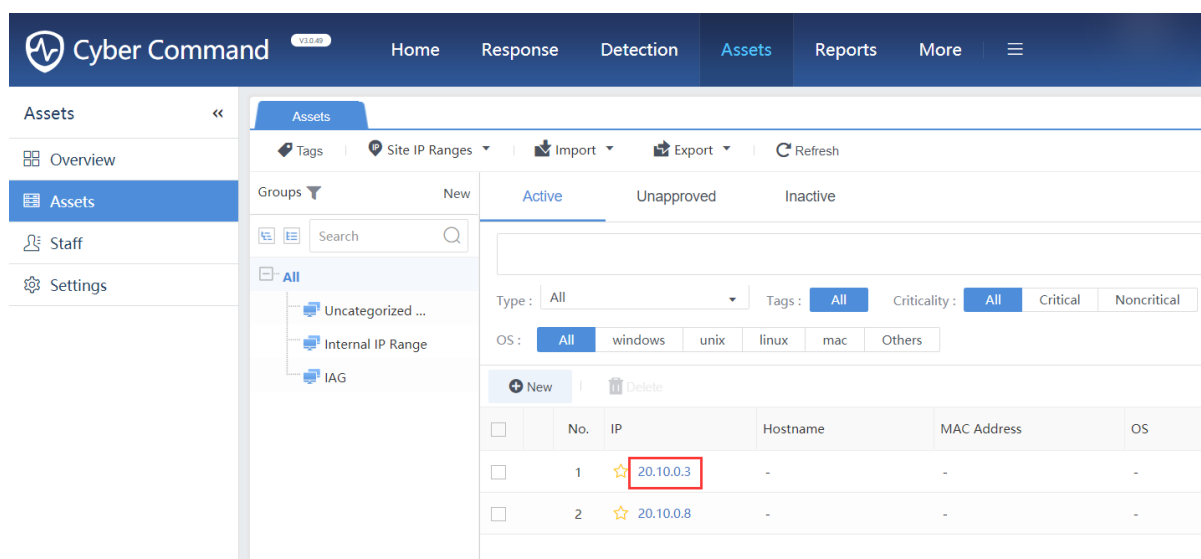 Cyber Command V3.0.49 Home Response Detection Assets Reports More
Assets
Overview
Assets
Staff
Settings
Assets
Tags Site IP Ranges Import Export Refresh
Groups New
Search
All
Uncategorized ...
Internal IP Range
IAG
Active Unapproved Inactive
Type : All Tags : All Criticality : All Critical Noncritical
OS : All windows unix linux mac Others
New Delete
No. IP Hostname MAC Address OS
1 20.10.0.3 - - -
2 20.10.0.8 - - -